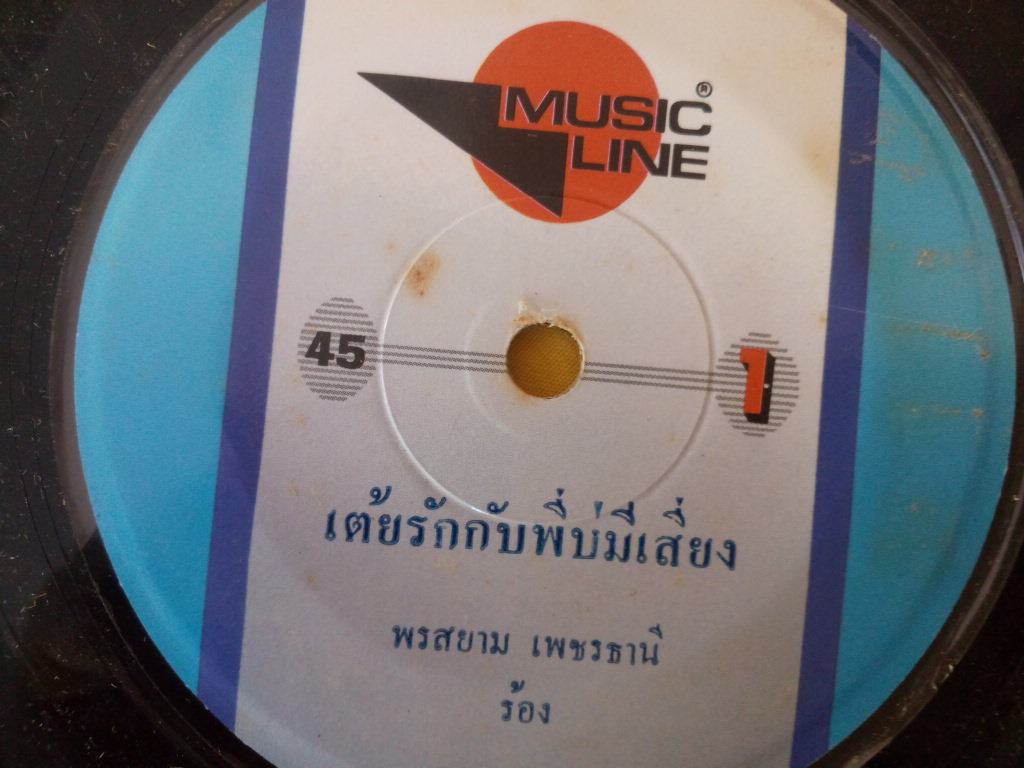 MUSIC ®
LINE
45
1
เต้ยรักกับพี่บ่มีเสี่ยง
พรสยาม เพชรธานี
ร้อง